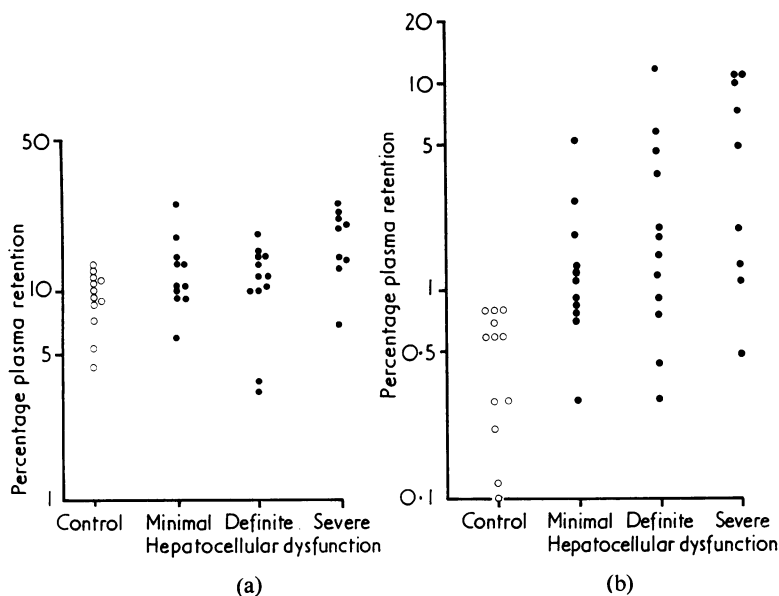 Percentage plasma retention
50
10
5
1
Control Minimal Definite Severe
Hepatocellular dysfunction
(a)
Percentage plasma retention
20
10
5
1
0·5
0·1
Control Minimal Definite Severe
Hepatocellular dysfunction
(b)